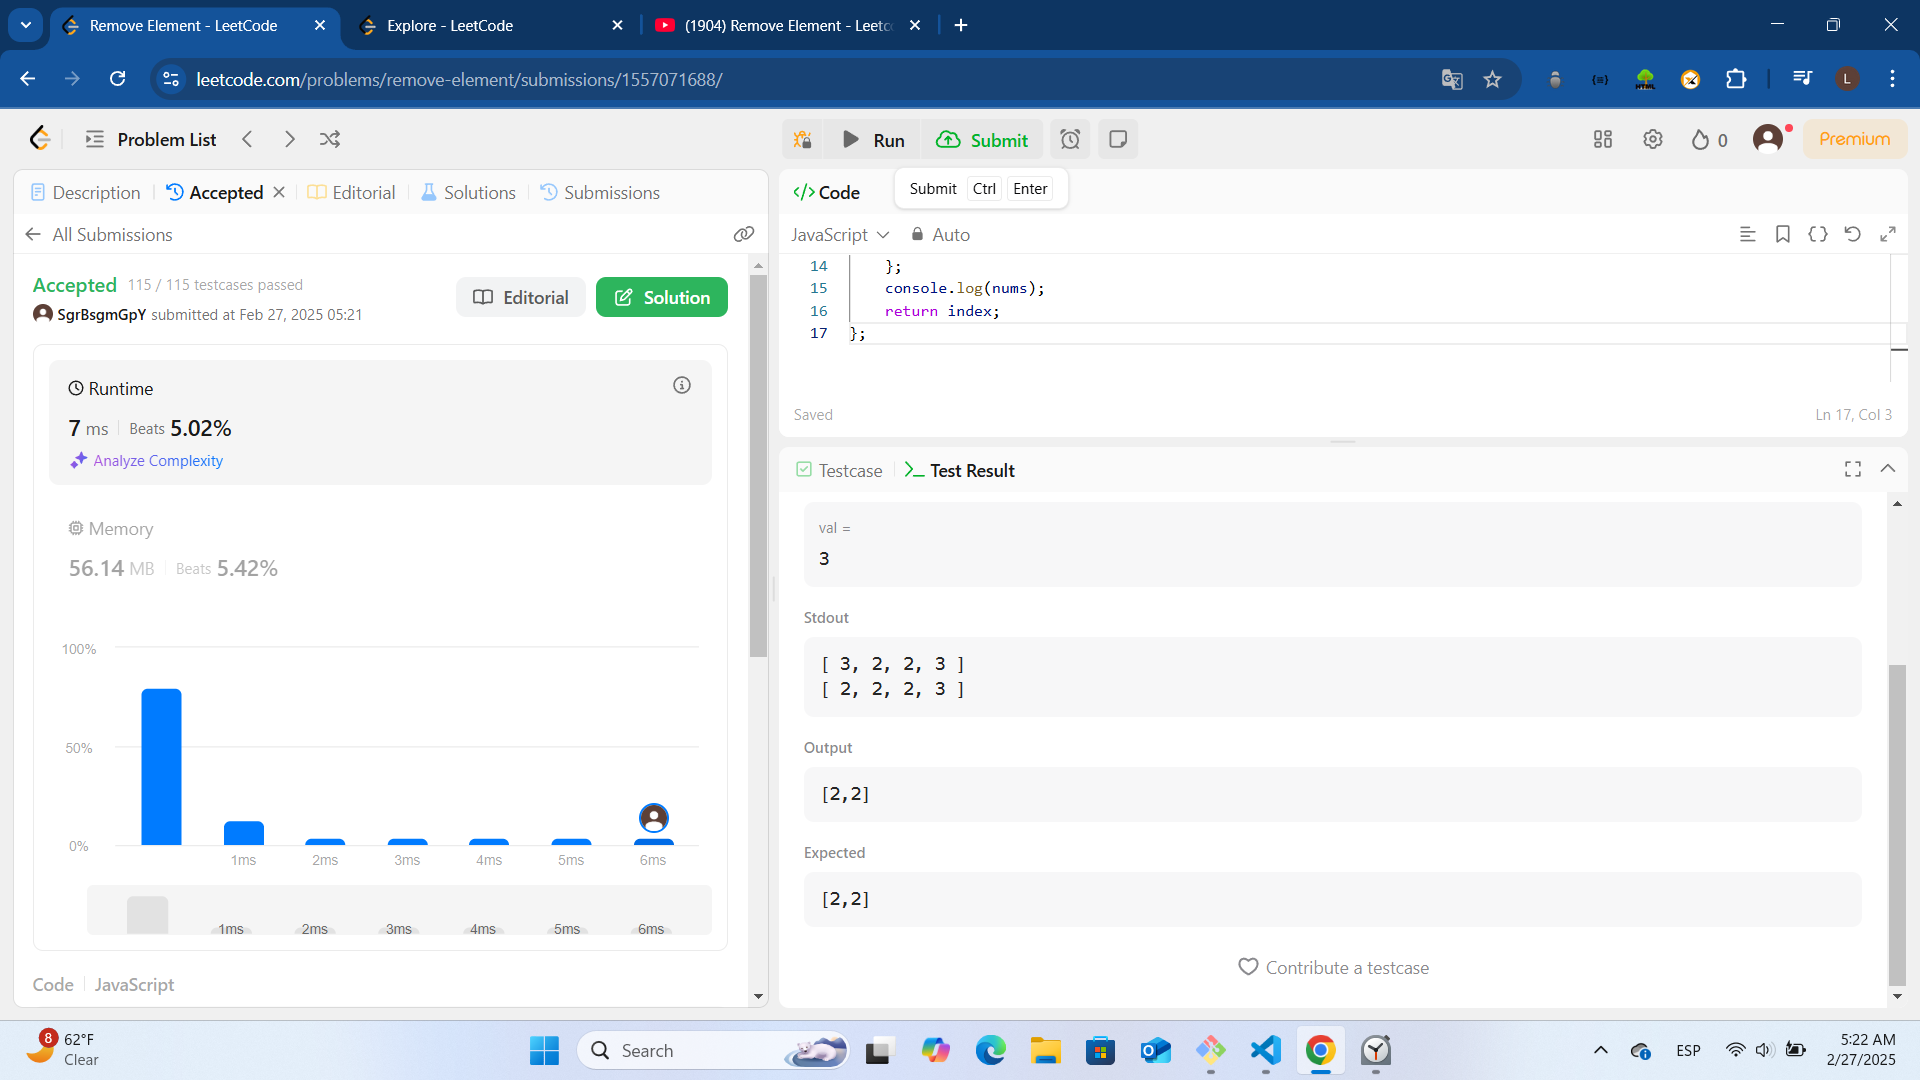 Remove Element - LeetCode
Explore - LeetCode
(1904) Remove Element - Leetc
leetcode.com/problems/remove-element/submissions/1557071688/
L
Problem List
Run
Submit
0
Premium
Description
Accepted
Editorial
Solutions
Submissions
</> Code
Submit Ctrl Enter
All Submissions
JavaScript
Auto
Accepted 115 / 115 testcases passed
SgrBsgmGpY submitted at Feb 27, 2025 05:21
Editorial
Solution
14 };
15 console.log(nums);
16 return index;
17 };
Saved
Ln 17, Col 3
Runtime
7 ms Beats 5.02%
Analyze Complexity
Memory
56.14 MB Beats 5.42%
100%
50%
0%
1ms 2ms 3ms 4ms 5ms 6ms
1ms 2ms 3ms 4ms 5ms 6ms
Code JavaScript
Testcase
Test Result
val =
3
Stdout
[ 3, 2, 2, 3 ]
[ 2, 2, 2, 3 ]
Output
[2,2]
Expected
[2,2]
Contribute a testcase
8
62°F
Clear
Search
ESP
5:22 AM
2/27/2025